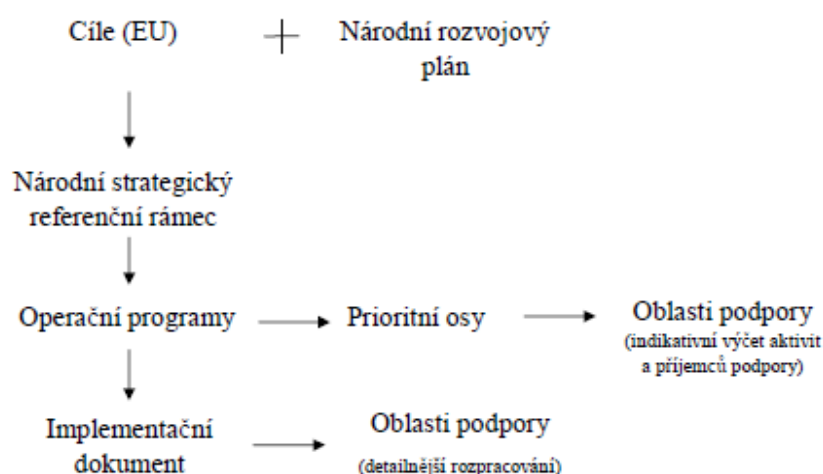 Cíle (EU) + Národní rozvojový
plán
Národní strategický
referenční rámec
Operační programy
Prioritní osy
Oblasti podpory
(indikativní výčet aktivit
a příjemců podpory)
Implementační
dokument
Oblasti podpory
(detailnější rozpracování)